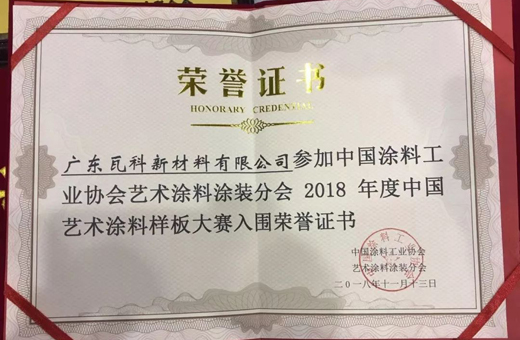 荣誉证书
HONORARY CREDENTIAL
广东瓦科新材料有限公司参加中国涂料工
业协会艺术涂料涂装分会 2018 年度中国
艺术涂料样板大赛入围荣誉证书
中国涂料工业协会
艺术涂料涂装分会
二〇一八年十一月十三日